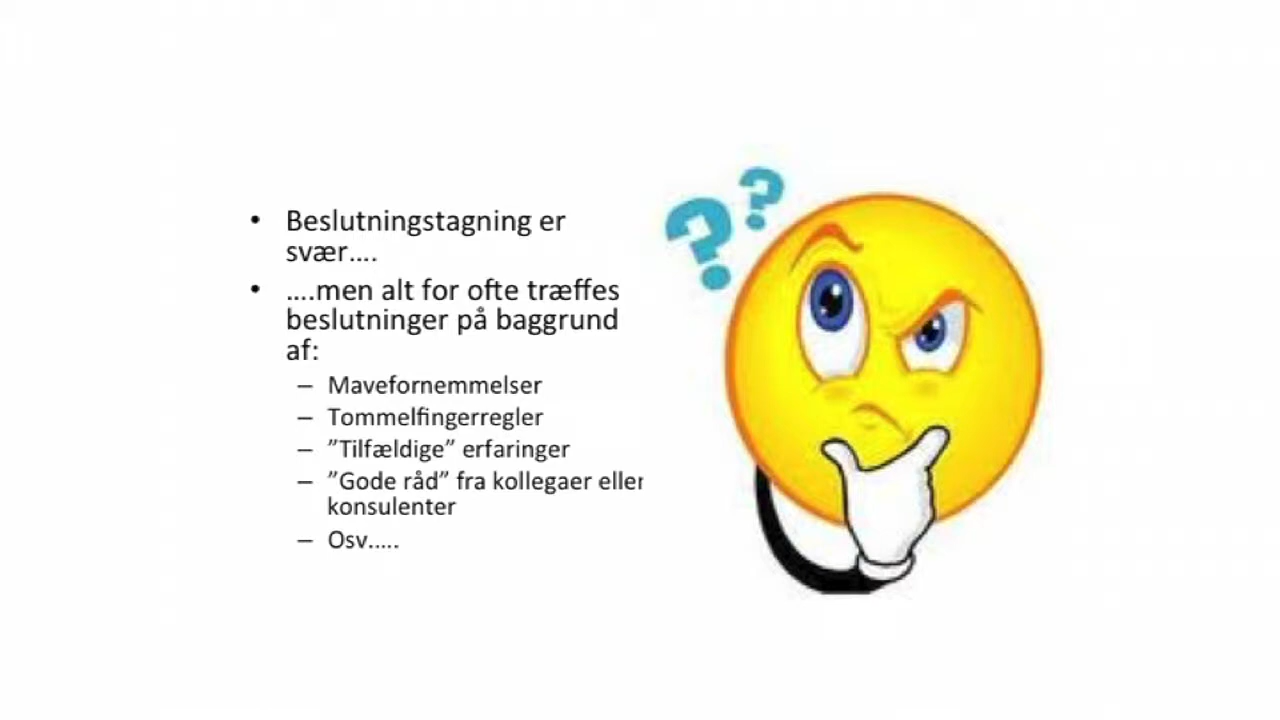 • Beslutningstagning er
svær....
• ....men alt for ofte træffes
beslutninger på baggrund
af:
– Mavefornemmelser
– Tommelfingerregler
– ”Tilfældige” erfaringer
– ”Gode råd” fra kollegaer eller
konsulenter
– Osv.....
? ?